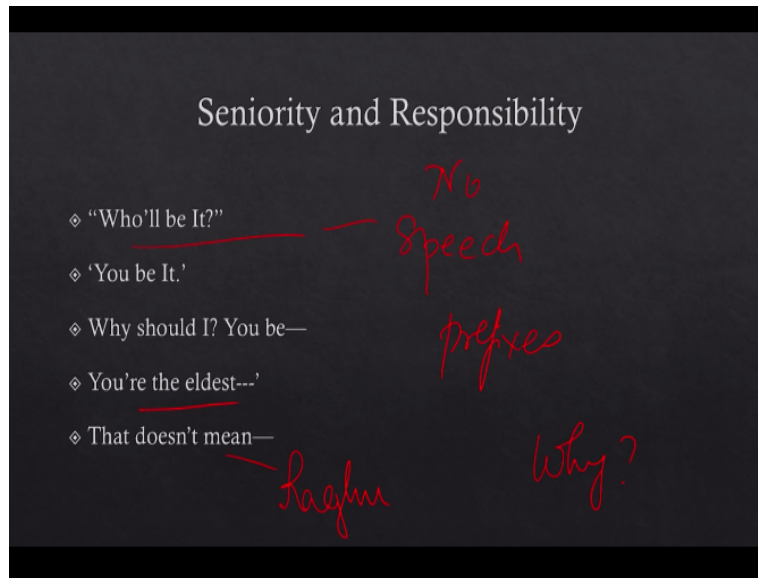 Seniority and Responsibility
“Who’ll be It?”
‘You be It.’
Why should I? You be—
You’re the eldest---’
That doesn’t mean—
No
Speech
prefixes
Why?
Raghu